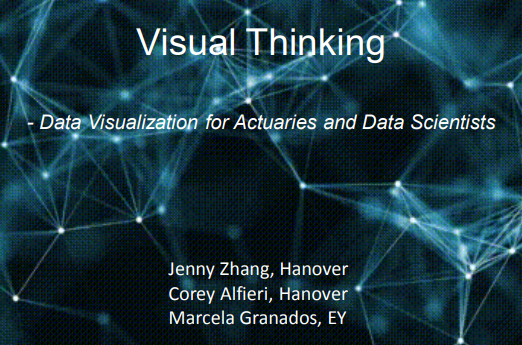 Visual Thinking
- Data Visualization for Actuaries and Data Scientists
Jenny Zhang, Hanover
Corey Alfieri, Hanover
Marcela Granados, EY